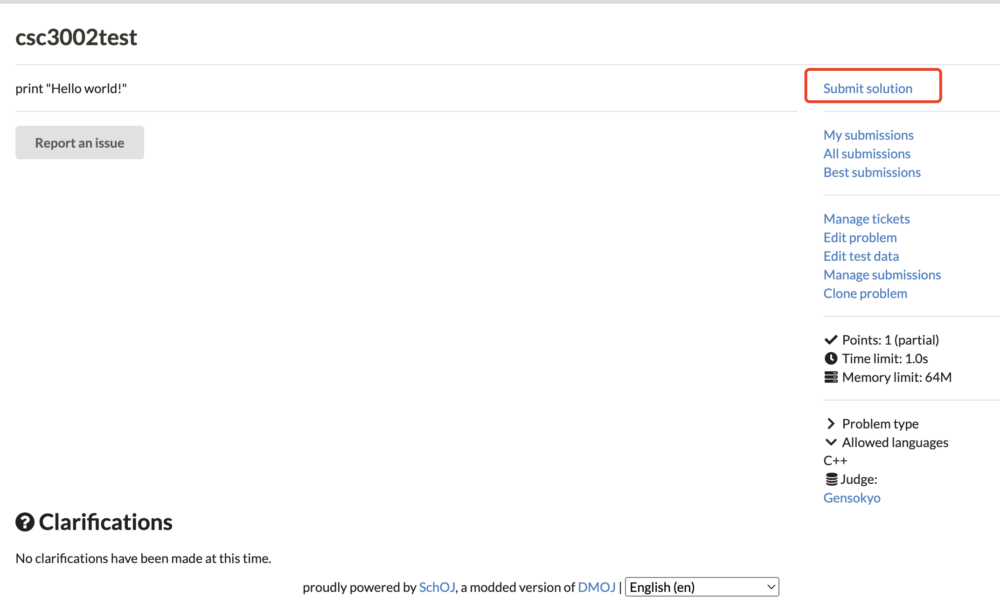 csc3002test
print "Hello world!"
Report an issue
Submit solution
My submissions
All submissions
Best submissions
Manage tickets
Edit problem
Edit test data
Manage submissions
Clone problem
Points: 1 (partial)
Time limit: 1.0s
Memory limit: 64M
Problem type
Allowed languages
C++
Judge:
Gensokyo
Clarifications
No clarifications have been made at this time.
proudly powered by SchOJ, a modded version of DMOJ | English (en)